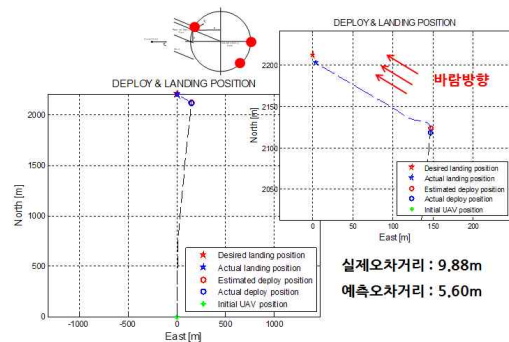 DEPLOY & LANDING POSITION
North [m]
2000
1500
1000
500
0
-1000
-500
0
500
1000
East [m]
Desired landing position
Actual landing position
Estimated deploy position
Actual deploy position
Initial UAV position
DEPLOY & LANDING POSITION
바람방향
North [m]
2200
2150
2100
2050
0
50
100
150
200
East [m]
Desired landing position
Actual landing position
Estimated deploy position
Actual deploy position
Initial UAV position
실제오차거리 : 9,88m
예측오차거리 : 5,60m